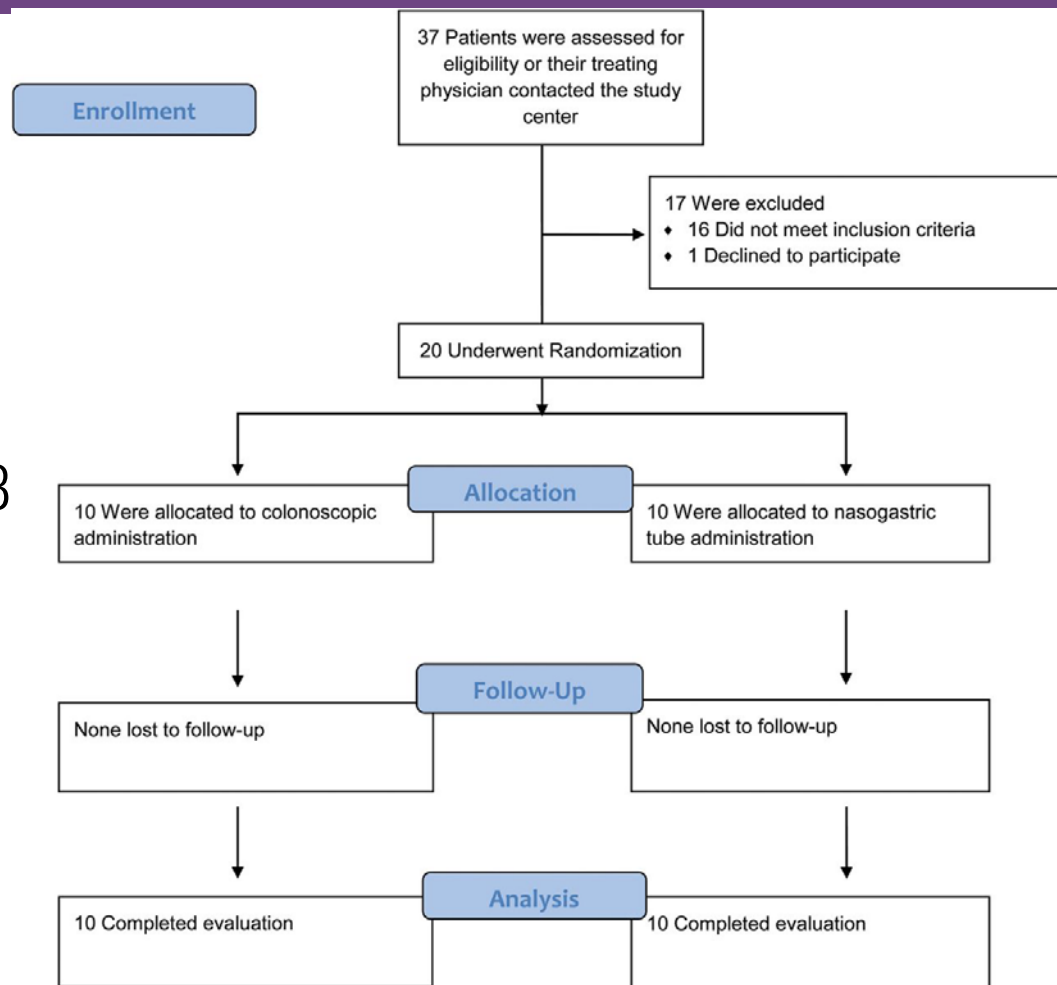 37 Patients were assessed for
eligibility or their treating
physician contacted the study
center
Enrollment
17 Were excluded
♦ 16 Did not meet inclusion criteria
♦ 1 Declined to participate
20 Underwent Randomization
Allocation
10 Were allocated to colonoscopic
administration
10 Were allocated to nasogastric
tube administration
Follow-Up
None lost to follow-up
None lost to follow-up
Analysis
10 Completed evaluation
10 Completed evaluation